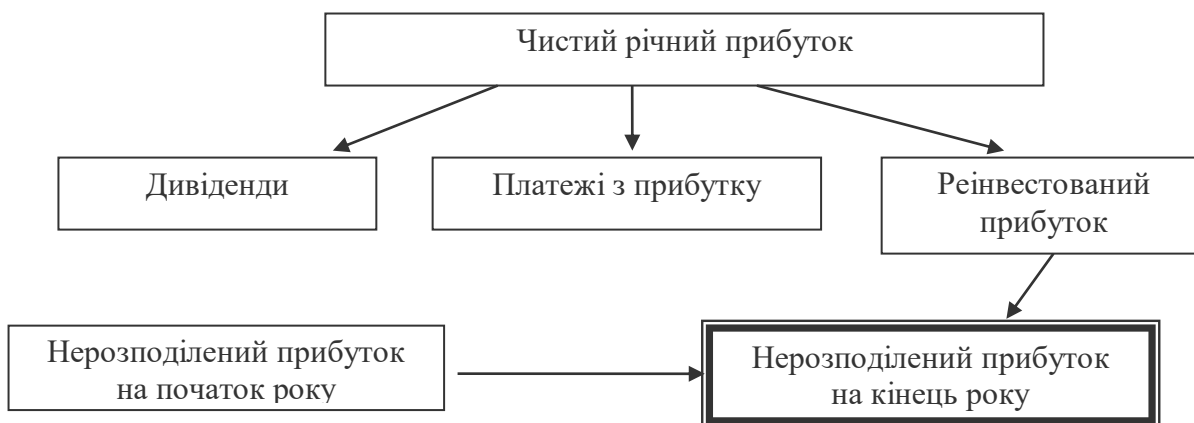 Чистий річний прибуток
Дивіденди
Платежі з прибутку
Реінвестований
прибуток
Нерозподілений прибуток
на початок року
Нерозподілений прибуток
на кінець року